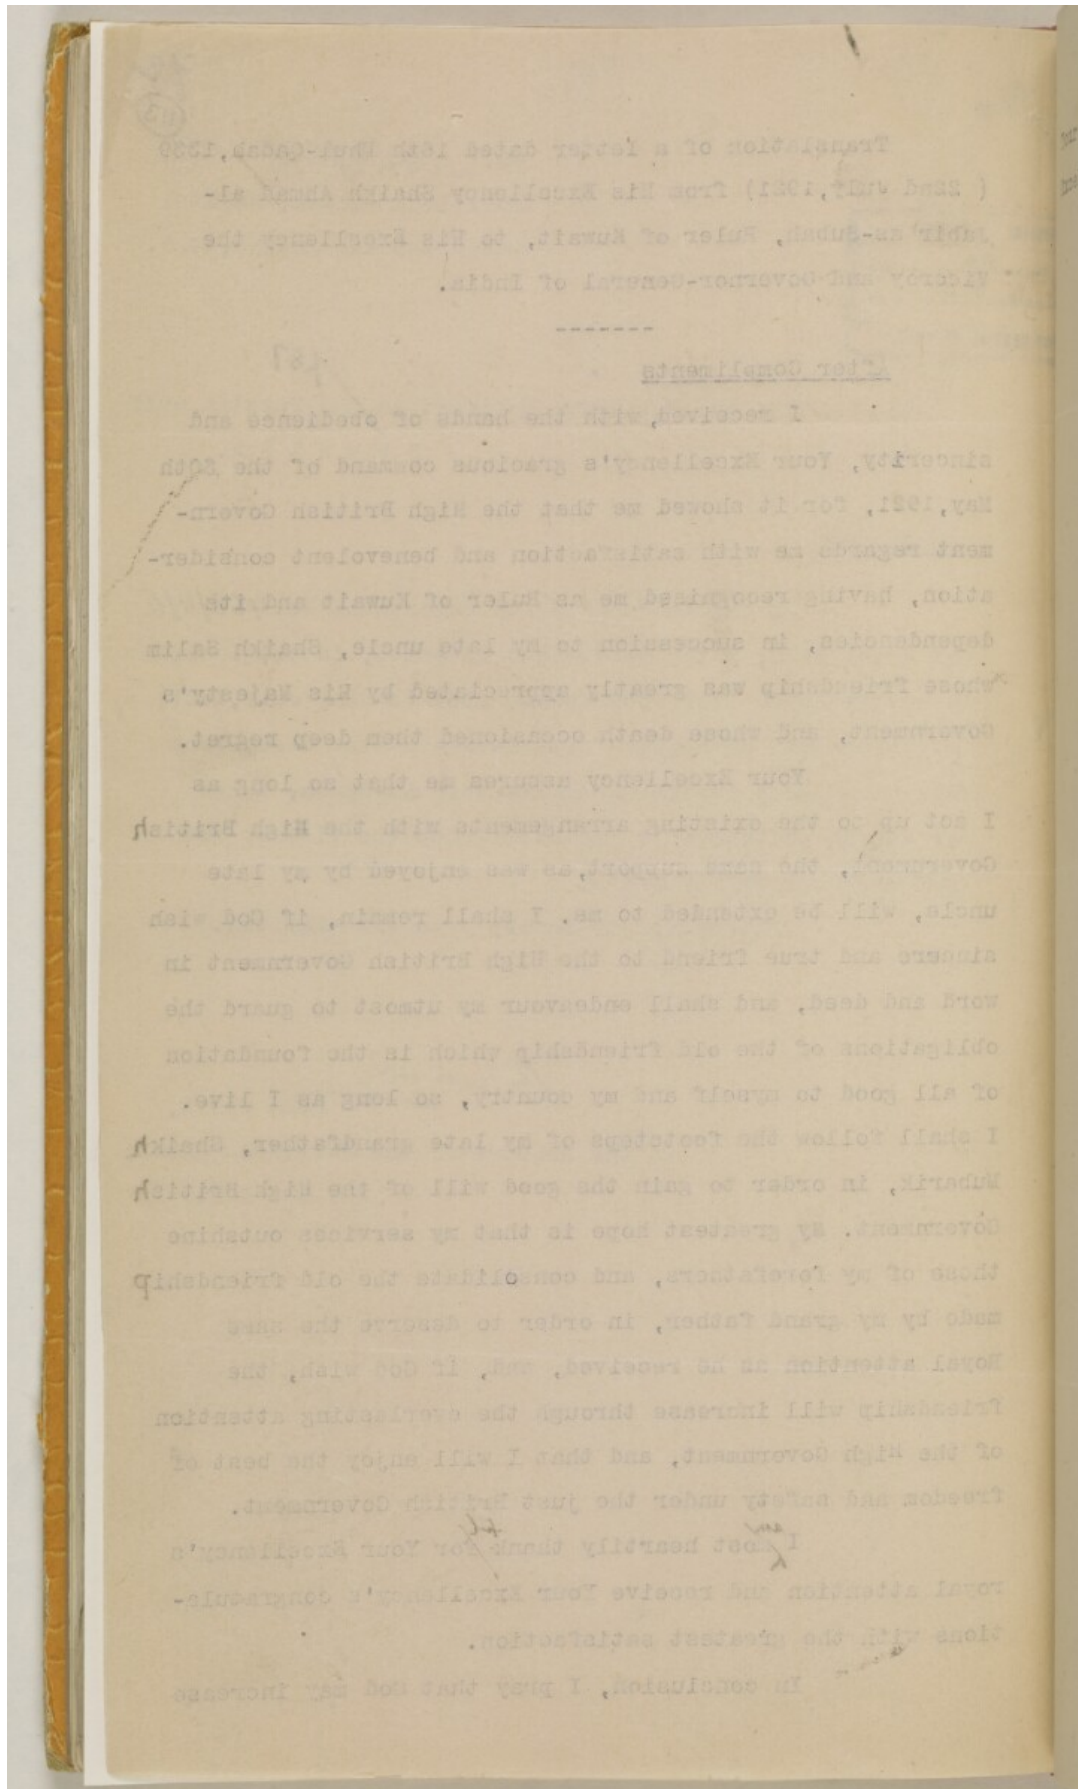 Translation of a letter dated 16th Dhul-Qadah, 1339
( 22nd July, 1921) from His Excellency Shaikh Ahmad al-
Jabir as-Subah, Ruler of Kuwait, to His Excellency the
Viceroy and Governor-General of India.
-------
After Compliments
I received, with the hands of obedience and
sincerity, Your Excellency's gracious command of the 20th
May, 1921, for it showed me that the High British Govern-
ment regards me with satisfaction and benevolent consider-
ation, having recognised me as Ruler of Kuwait and its
dependencies, in succession to my late uncle, Shaikh Salim
whose friendship was greatly appreciated by His Majesty's
Government, and whose death occasioned them deep regret.
Your Excellency assures me that so long as
I act up to the existing arrangements with the High British
Government, the same support, as was enjoyed by my late
uncle, will be extended to me. I shall remain, if God wish
sincere and true friend to the High British Government in
word and deed, and shall endeavour my utmost to guard the
obligations of the old friendship which is the foundation
of all good to myself and my country, so long as I live.
I shall follow the footsteps of my late grandfather, Shaikh
Mubarik, in order to gain the good will of the High British
Government. My greatest hope is that my services outshine
those of my forefathers, and consolidate the old friendship
made by my grand father, in order to deserve the same
Royal attention as he received, and, if God wish, the
friendship will increase through the everlasting attention
of the High Government, and that I will enjoy the best of
freedom and safety under the just British Government.
I most heartily thank for Your Excellency's
royal attention and receive Your Excellency's congratula-
tions with the greatest satisfaction.
In conclusion, I pray that God may increase